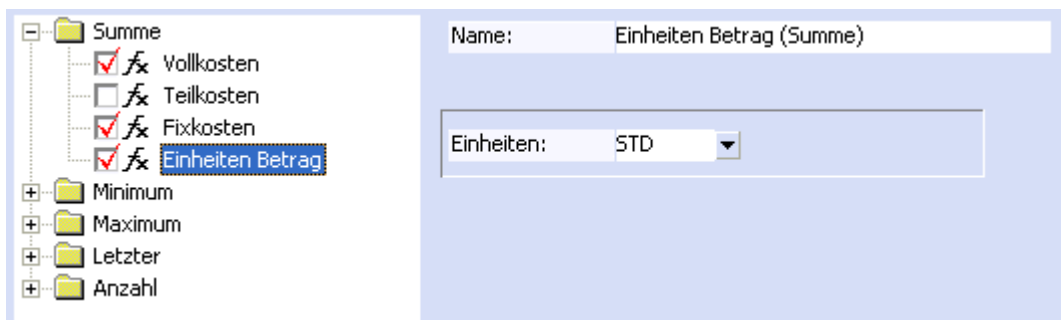 Summe
Vollkosten
Teilkosten
Fixkosten
Einheiten Betrag
Minimum
Maximum
Letzter
Anzahl
Name: Einheiten Betrag (Summe)
Einheiten: STD